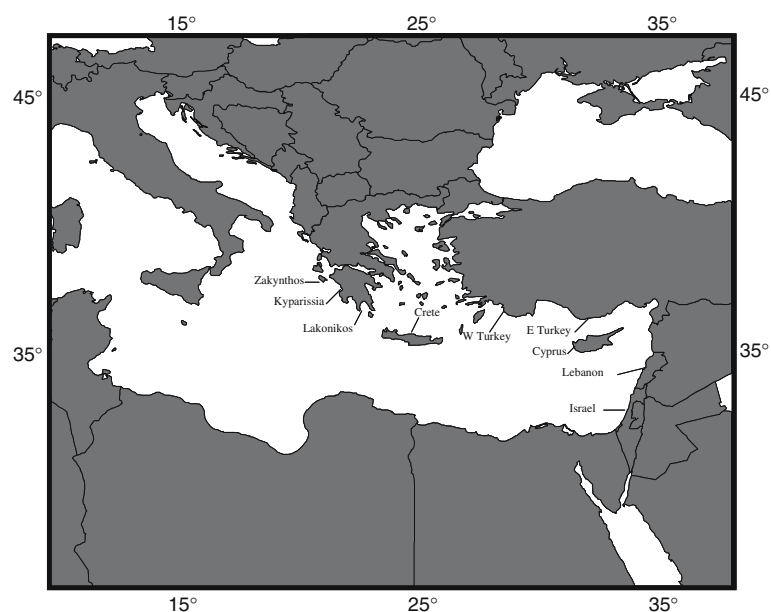 15° 25° 35°
45° 45°
Zakynthos
Kyparissia
Crete
Lakonikos
E Turkey
W Turkey
Cyprus
35° 35°
Lebanon
Israel
15° 25° 35°